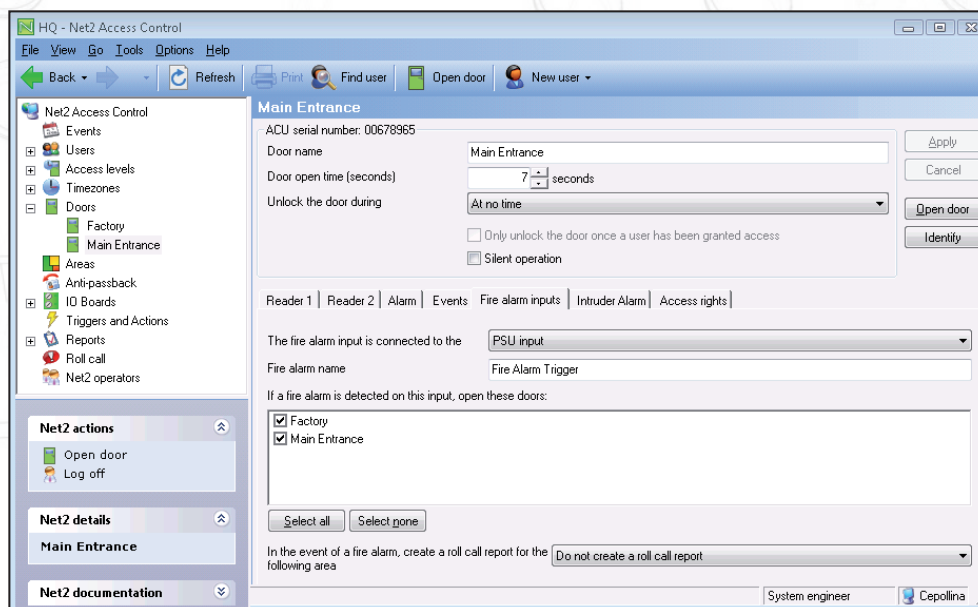 HQ - Net2 Access Control
File View Go Tools Options Help
Back Refresh Print Find user Open door New user
Net2 Access Control
Events
Users
Access levels
Timezones
Doors
Factory
Main Entrance
Areas
Anti-passback
IO Boards
Triggers and Actions
Reports
Roll call
Net2 operators
Net2 actions
Open door
Log off
Net2 details
Main Entrance
Net2 documentation
Main Entrance
ACU serial number: 00678965
Door name Main Entrance
Door open time (seconds) 7 seconds
Unlock the door during At no time
Only unlock the door once a user has been granted access
Silent operation
Apply
Cancel
Open door
Identify
Reader 1 Reader 2 Alarm Events Fire alarm inputs Intruder Alarm Access rights
The fire alarm input is connected to the PSU input
Fire alarm name Fire Alarm Trigger
If a fire alarm is detected on this input, open these doors:
Factory
Main Entrance
Select all Select none
In the event of a fire alarm, create a roll call report for the Do not create a roll call report
following area
System engineer Cepollina